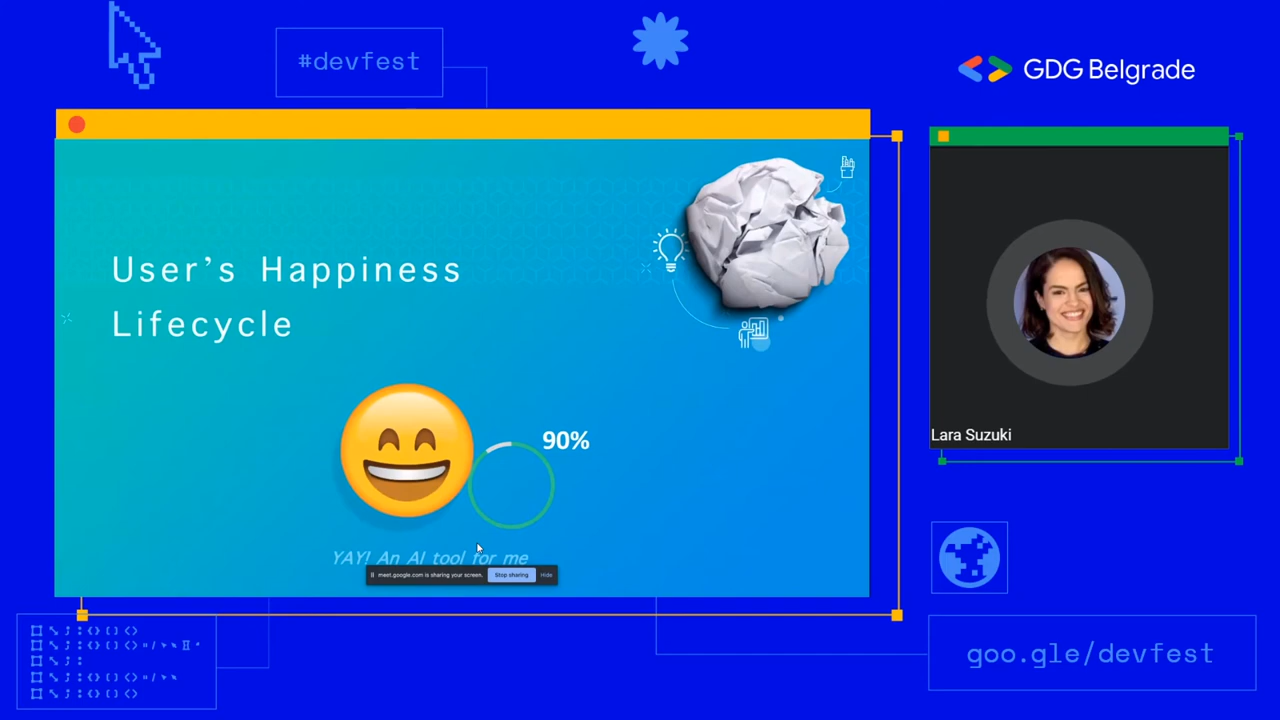 #devfest
GDG Belgrade
User's Happiness
Lifecycle
90%
YAY! An AI tool for me
meet.google.com is sharing your screen.
Stop sharing
Hide
Lara Suzuki
goo.gle/devfest